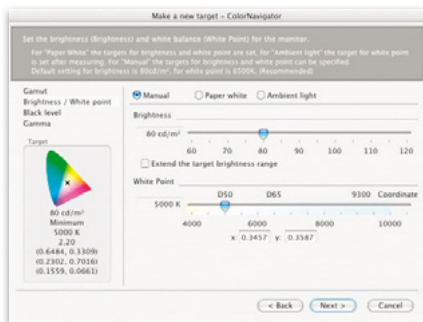 Make a new target - ColorNavigator
Set the brightness (Brightness) and white balance (White Point) for the monitor.
For "Paper White" the targets for brightness and white point are set, for "Ambient light" the target for white point
is set after measuring. For "Manual" the targets for brightness and white point can be specified.
Default setting for brightness is 80cd/m², for white point is 6500K. (Recommended)
Gamut
Brightness / White point
Black level
Gamma
Target
80 cd/m²
Minimum
5000 K
2.20
(0.6484, 0.3309)
(0.2302, 0.7016)
(0.1559, 0.0661)
Manual Paper white Ambient light
Brightness
80 cd/m²
60 70 80 90 100 110 120
Extend the target brightness range
White Point
D50 D65 9300 Coordinate
5000 K
4000 6000 8000 10000
x: 0.3457 y: 0.3587
< Back Next > Cancel